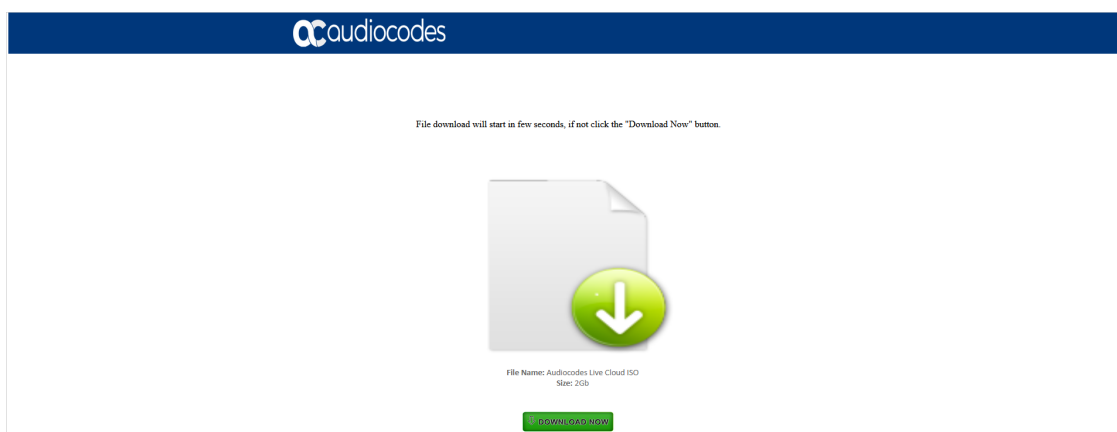 audiocodes
File download will start in few seconds, if not click the "Download Now" button.
File Name: Audiocodes Live Cloud ISO
Size: 2Gb
DOWNLOAD NOW